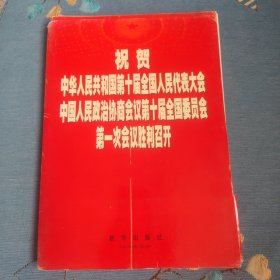 祝贺
中华人民共和国第十届全国人民代表大会
中国人民政治协商会议第十届全国委员会
第一次会议胜利召开
新华出版社